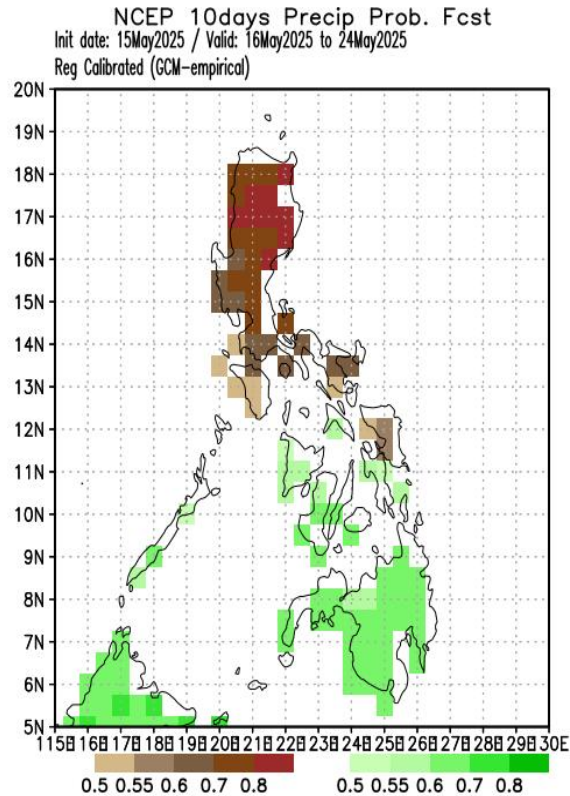 NCEP 10days Precip Prob. Fcst
Init date: 15May2025 / Valid: 16May2025 to 24May2025
Reg Calibrated (GCM-empirical)
20N
19N
18N
17N
16N
15N
14N
13N
12N
11N
10N
9N
8N
7N
6N
5N
115E 116E 117E 118E 119E 120E 121E 122E 123E 124E 125E 126E 127E 128E 129E 130E
0.5 0.55 0.6 0.7 0.8 0.5 0.55 0.6 0.7 0.8